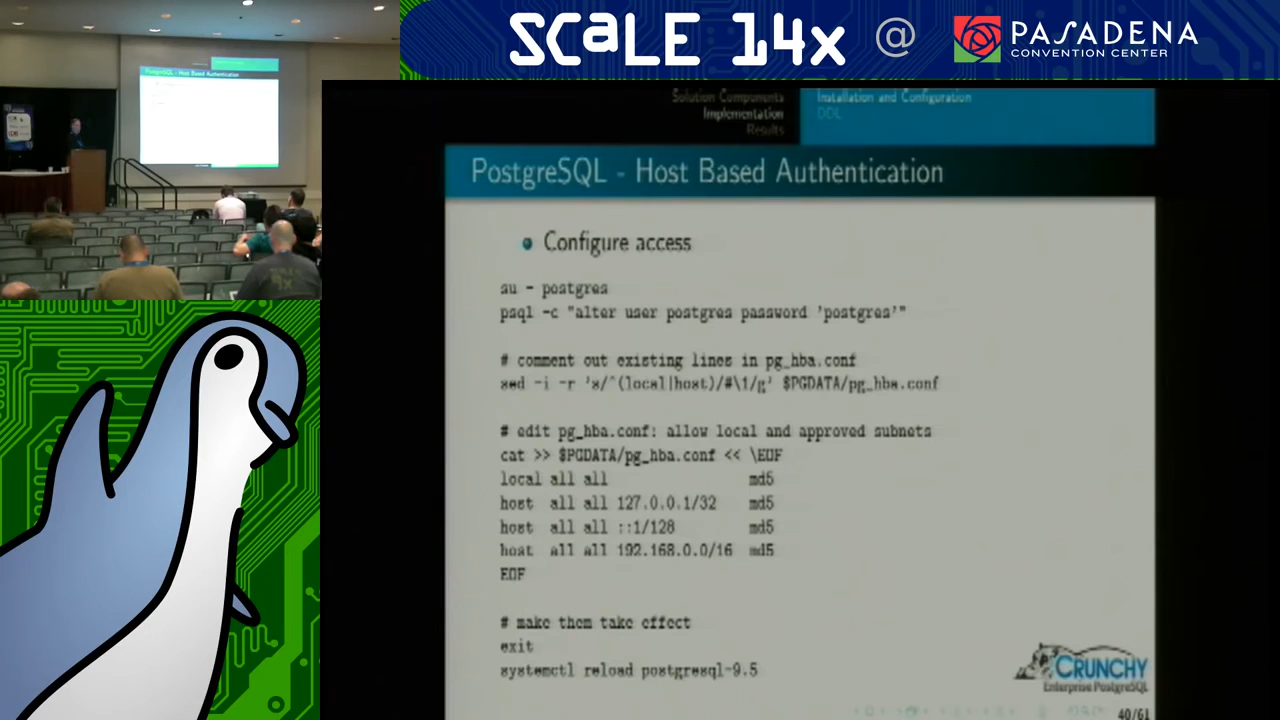 SCALE 14x @ PASADENA
CONVENTION CENTER
Solution Components
Implementation
Results
Installation and Configuration
DDL
PostgreSQL - Host Based Authentication
PostgreSQL - Host Based Authentication
Configure access
su - postgres
psql -c "alter user postgres password 'postgres'"
# comment out existing lines in pg_hba.conf
sed -i -r 's/^(local|host)/#\1/g' $PGDATA/pg_hba.conf
# edit pg_hba.conf: allow local and approved subnets
cat >> $PGDATA/pg_hba.conf << \EOF
local all all md5
host all all 127.0.0.1/32 md5
host all all ::1/128 md5
host all all 192.168.0.0/16 md5
EOF
# make them take effect
exit
systemctl reload postgresql-9.5
CRUNCHY
Enterprise PostgreSQL
40/61